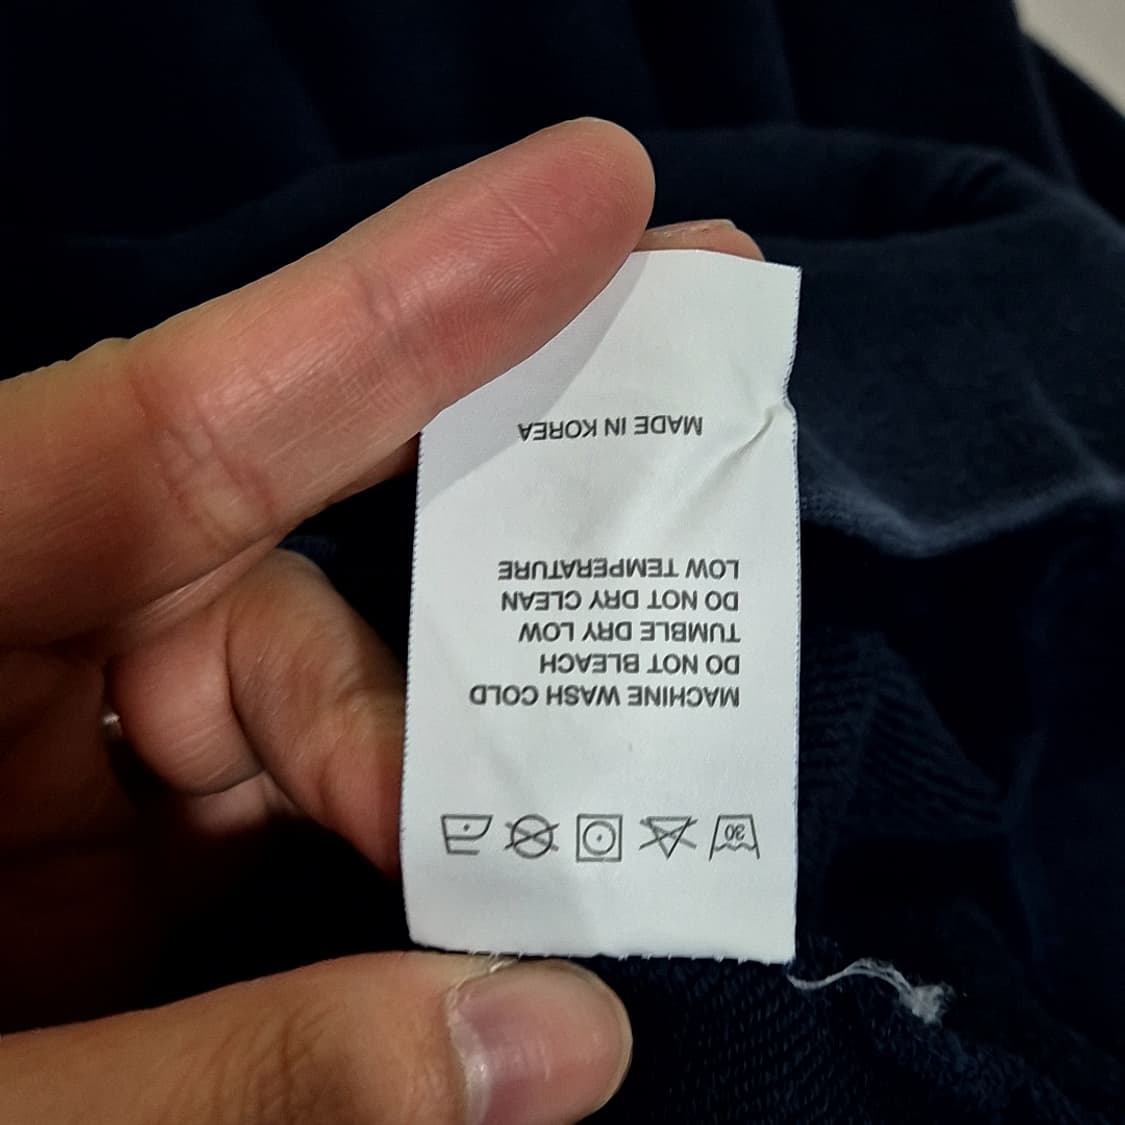 30
MACHINE WASH COLD
DO NOT BLEACH
TUMBLE DRY LOW
DO NOT DRY CLEAN
LOW TEMPERATURE
MADE IN KOREA